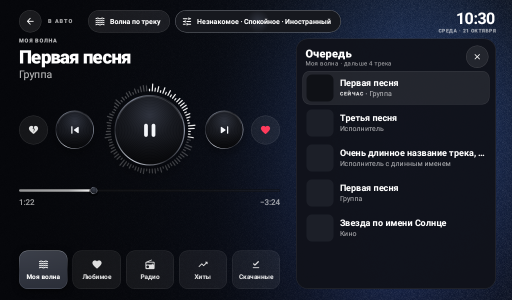 В АВТО
Волна по треку
Незнакомое · Спокойное · Иностранный
10:30
СРЕДА · 21 ОКТЯБРЯ
МОЯ ВОЛНА
Первая песня
Группа
1:22
−3:24
Моя волна
Любимое
Радио
Хиты
Скачанные
Очередь
Моя волна · дальше 4 трека
Первая песня
СЕЙЧАС · Группа
Третья песня
Исполнитель
Очень длинное название трека, ...
Исполнитель с длинным именем
Первая песня
Группа
Звезда по имени Солнце
Кино